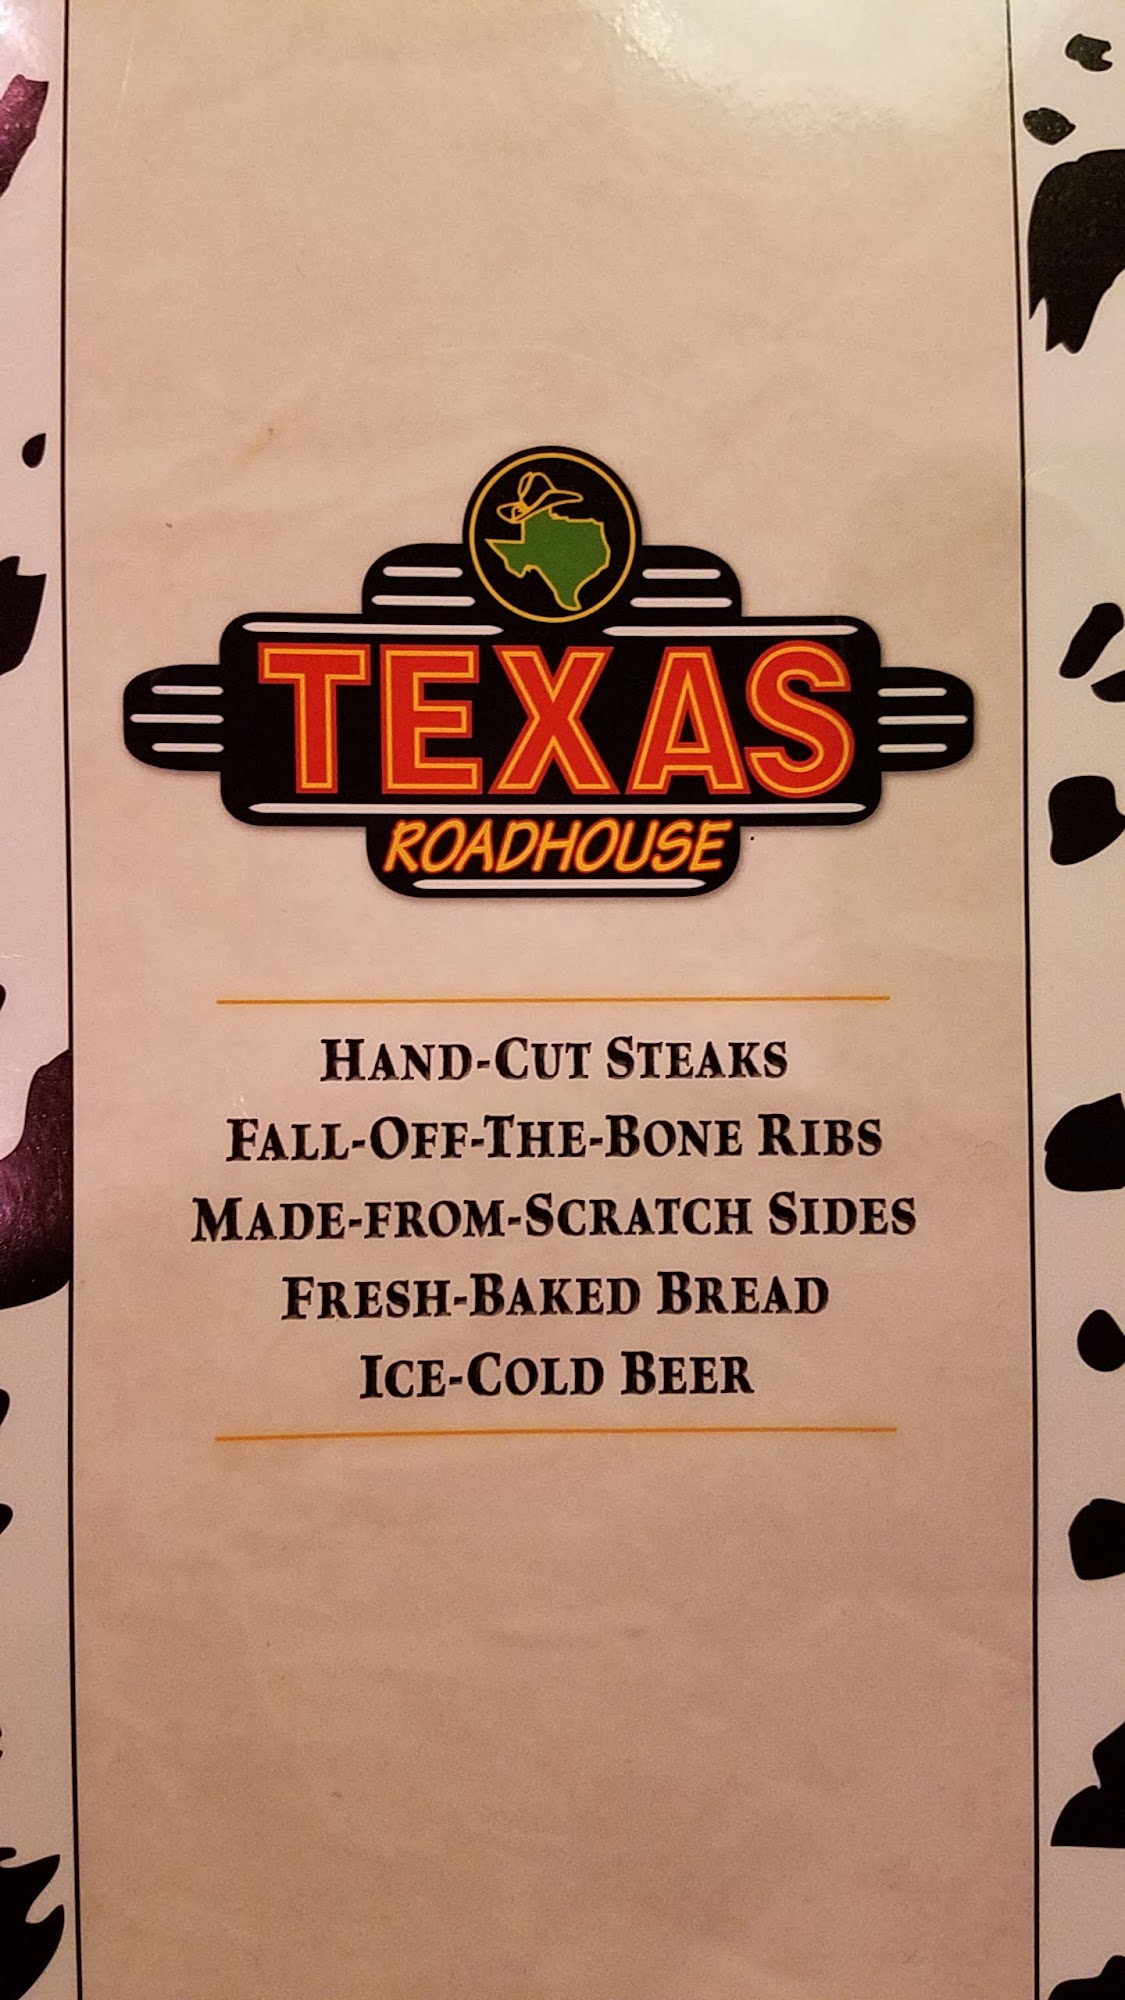 TEXAS
ROADHOUSE
HAND-CUT STEAKS
FALL-OFF-THE-BONE RIBS
MADE-FROM-SCRATCH SIDES
FRESH-BAKED BREAD
ICE-COLD BEER